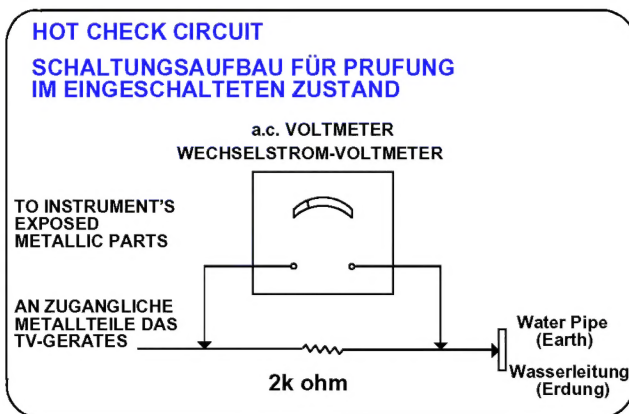 HOT CHECK CIRCUIT
SCHALTUNGSAUFBAU FÜR PRUFUNG
IM EINGESCHALTETEN ZUSTAND
a.c. VOLTMETER
WECHSELSTROM-VOLTMETER
TO INSTRUMENT'S
EXPOSED
METALLIC PARTS
AN ZUGANGLICHE
METALLTEILE DAS
TV-GERATES
2k ohm
Water Pipe
(Earth)
Wasserleitung
(Erdung)